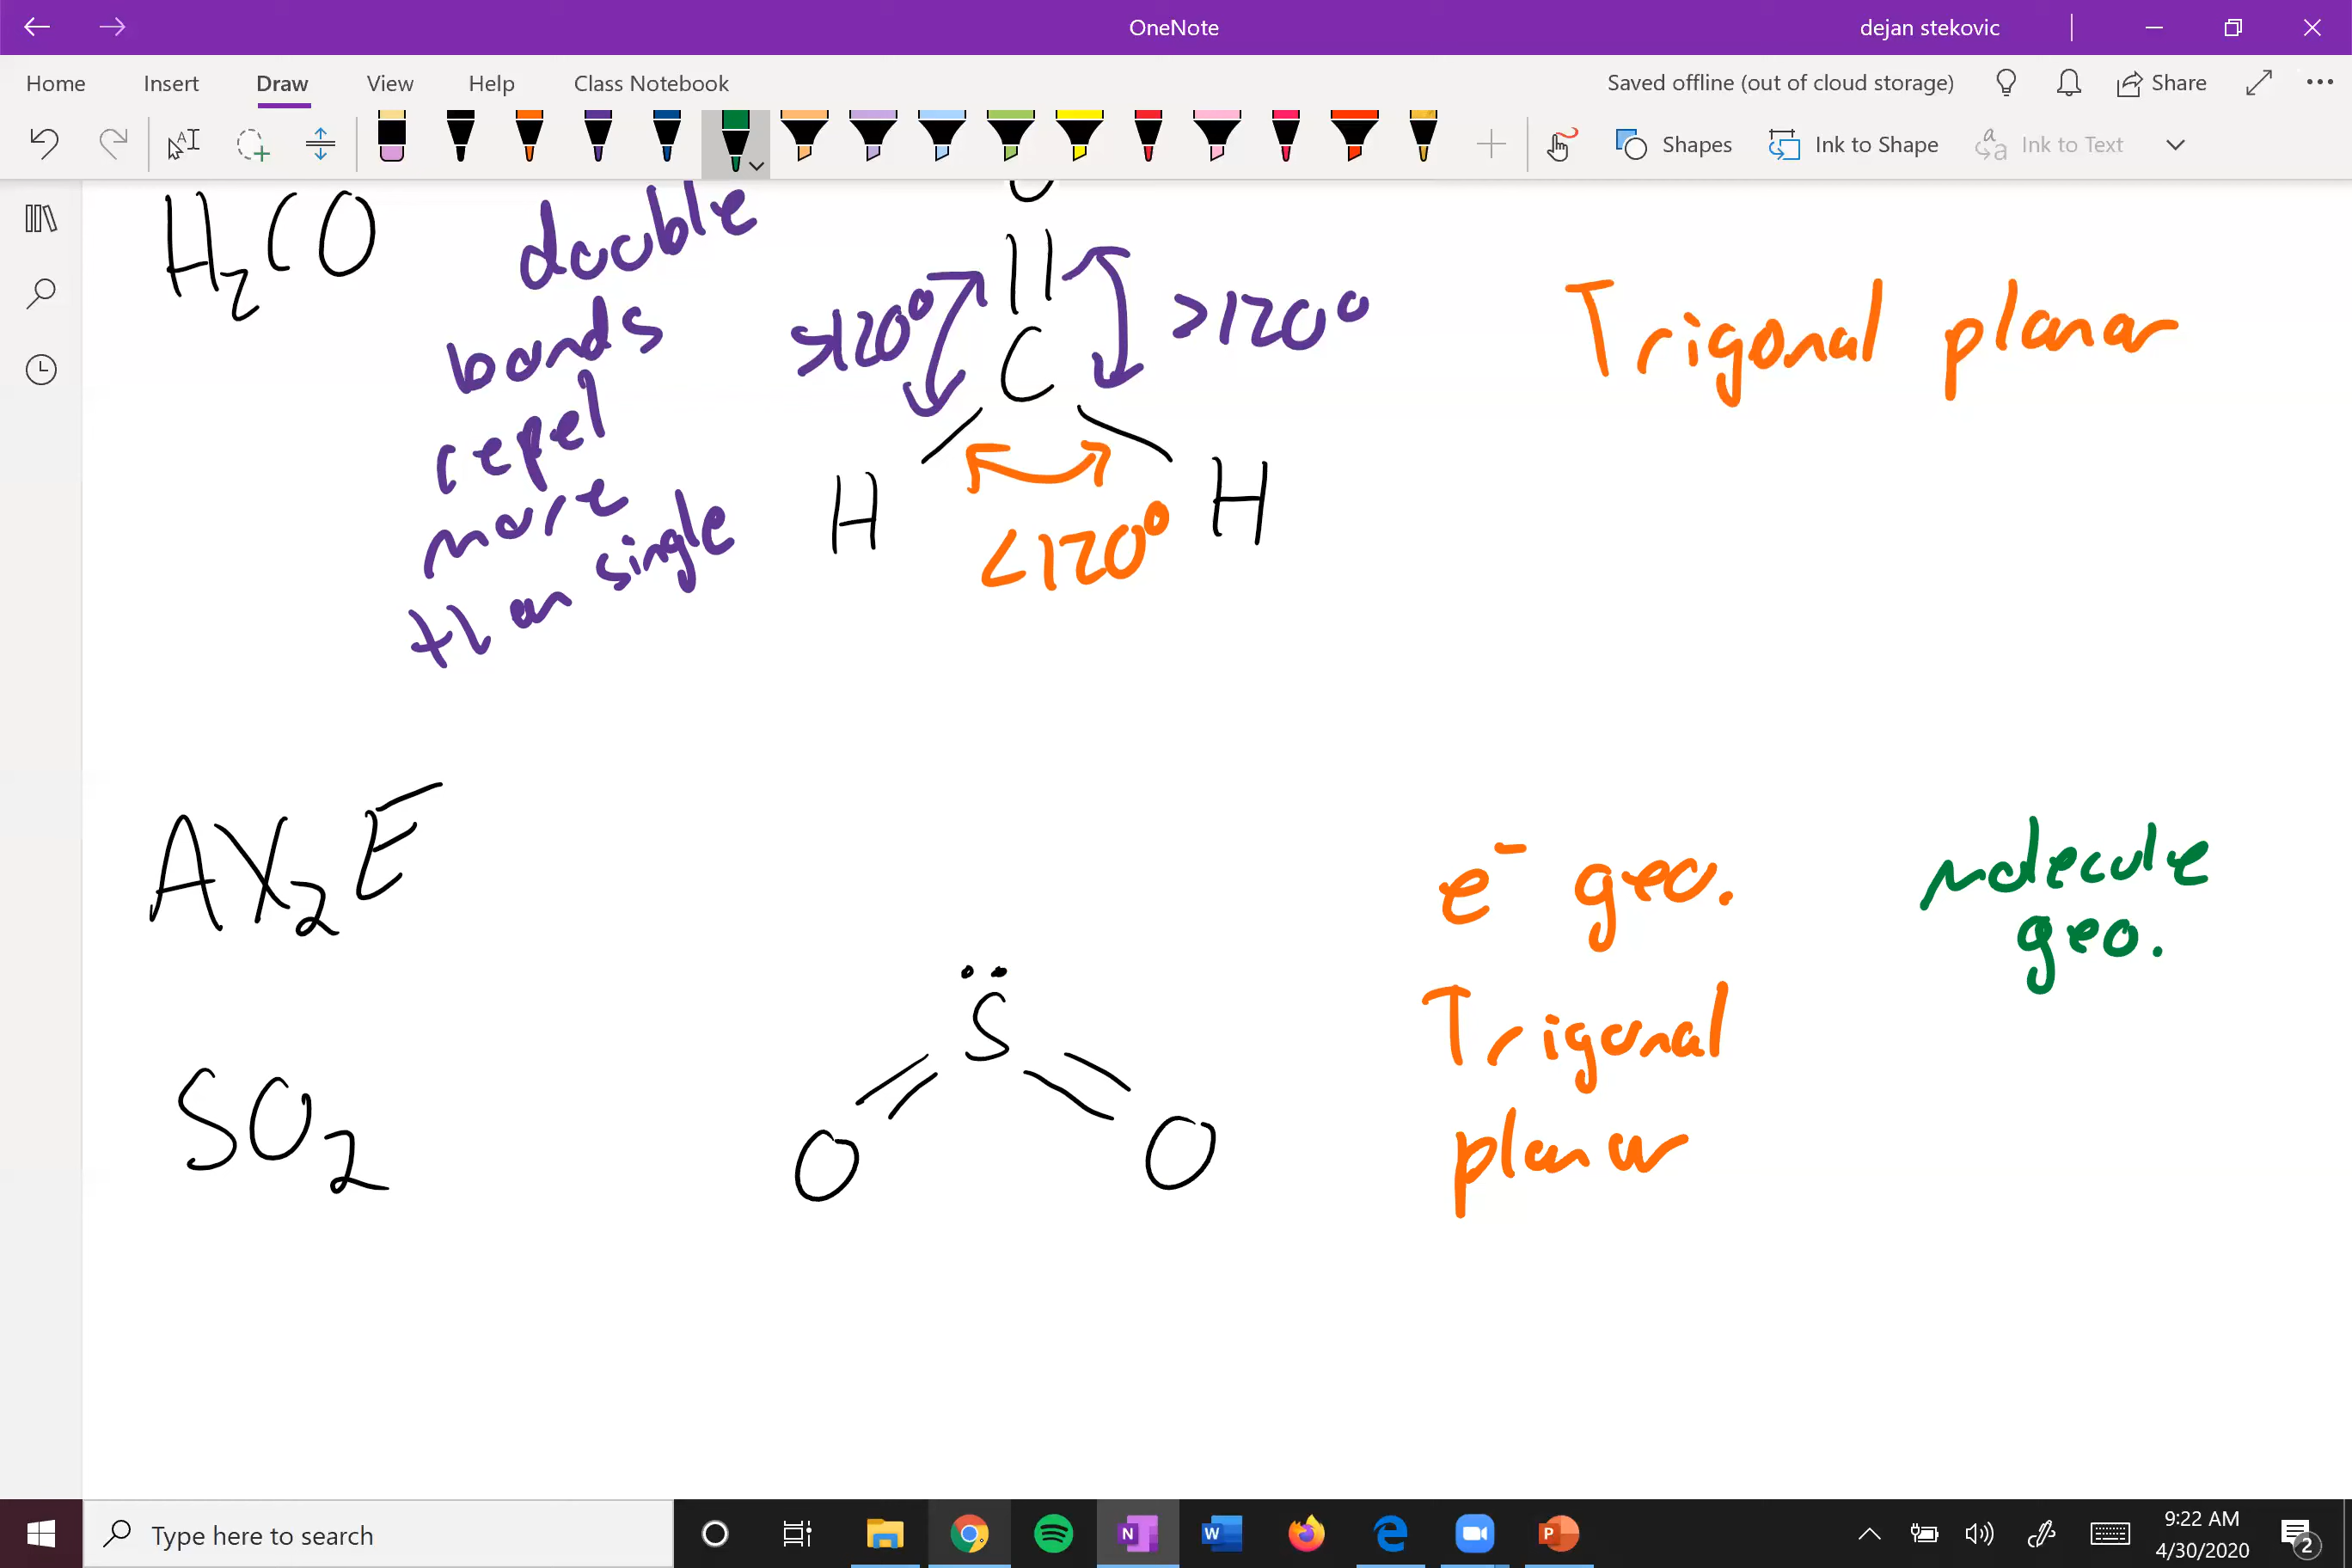 OneNote
dejan stekovic
Home Insert Draw View Help Class Notebook
Saved offline (out of cloud storage)
Share
Shapes
Ink to Shape
Ink to Text
H₂CO
double
bonds
repel
more
than single
O
||
C
H H
>120°
>120°
<120°
Trigonal planar
AX₂E
SO₂
S
O O
e⁻ geo.
Trigonal
planar
molecule
geo.
Type here to search
9:22 AM
4/30/2020
2